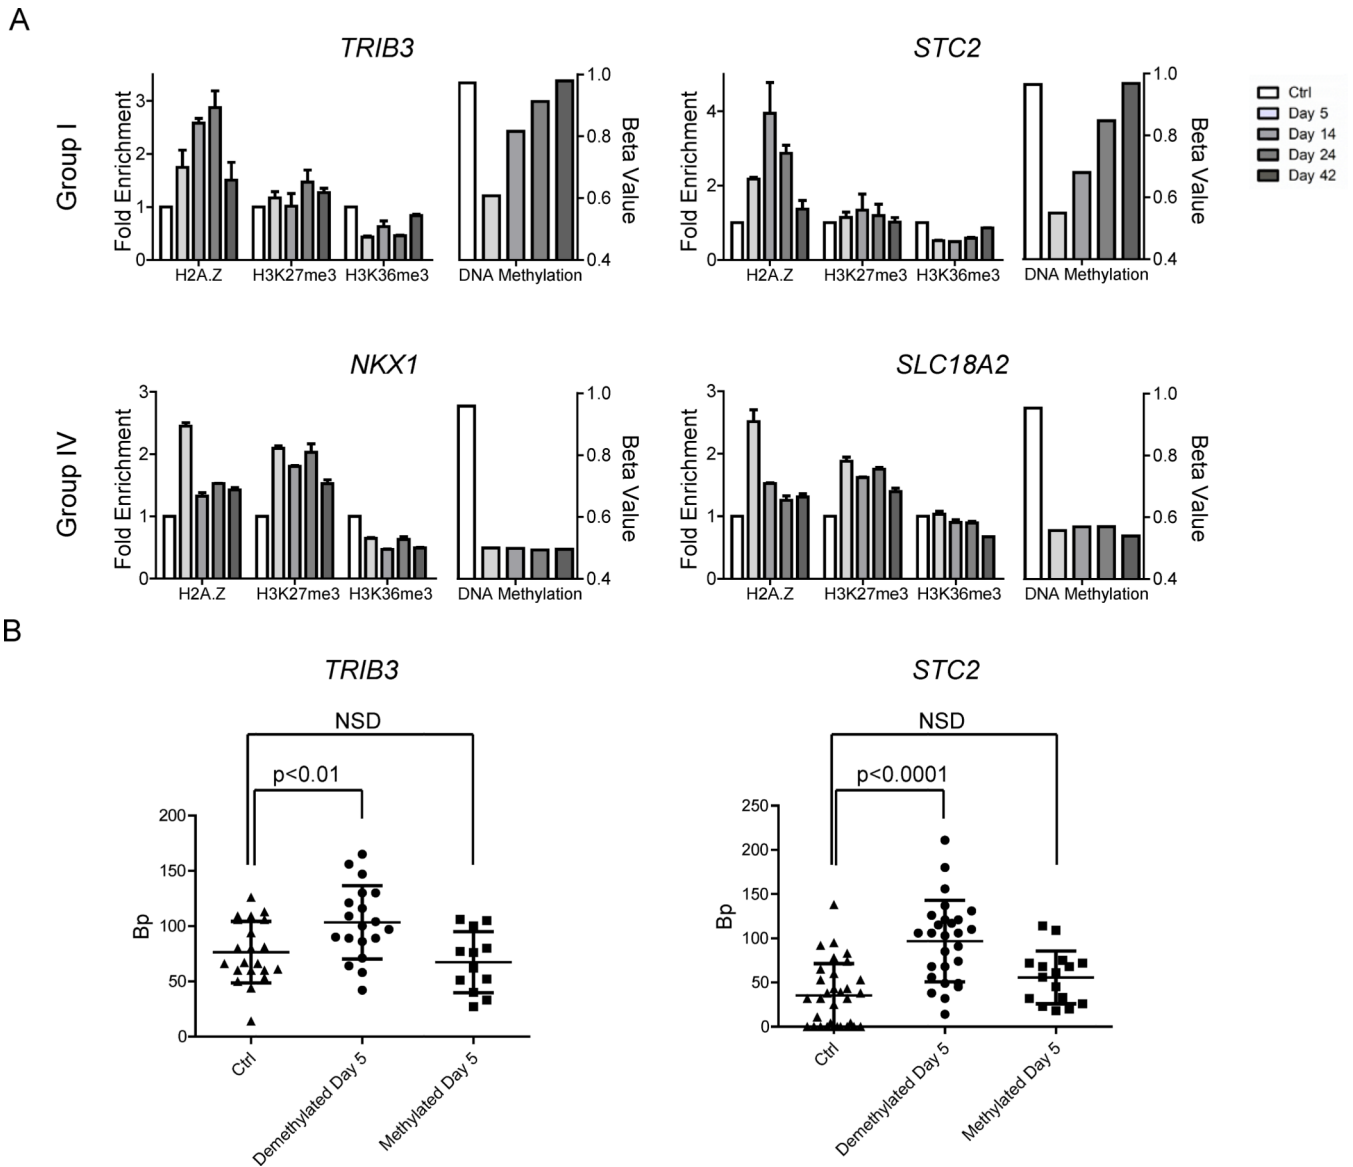 A
TRIB3
STC2
Group I
Fold Enrichment
3
2
1
0
H2A.Z
H3K27me3
H3K36me3
DNA Methylation
1.0
0.8
0.6
0.4
Beta Value
Fold Enrichment
4
2
0
H2A.Z
H3K27me3
H3K36me3
DNA Methylation
1.0
0.8
0.6
0.4
Beta Value
Ctrl
Day 5
Day 14
Day 24
Day 42
NKX1
SLC18A2
Group IV
Fold Enrichment
3
2
1
0
H2A.Z
H3K27me3
H3K36me3
DNA Methylation
1.0
0.8
0.6
0.4
Beta Value
Fold Enrichment
3
2
1
0
H2A.Z
H3K27me3
H3K36me3
DNA Methylation
1.0
0.8
0.6
0.4
Beta Value
B
TRIB3
NSD
p<0.01
Bp
200
150
100
50
0
Ctrl
Demethylated Day 5
Methylated Day 5
STC2
NSD
p<0.0001
Bp
250
200
150
100
50
0
Ctrl
Demethylated Day 5
Methylated Day 5